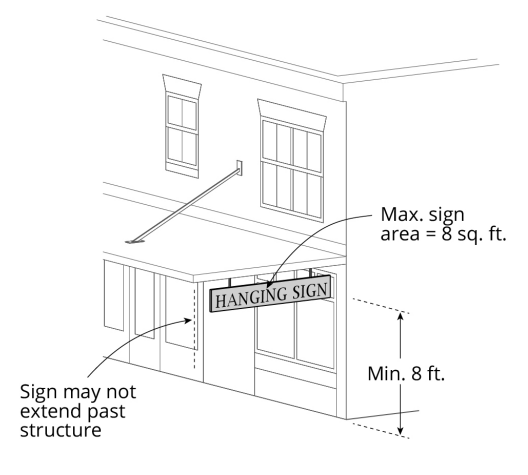 Max. sign
area = 8 sq. ft.
HANGING SIGN
Min. 8 ft.
Sign may not
extend past
structure